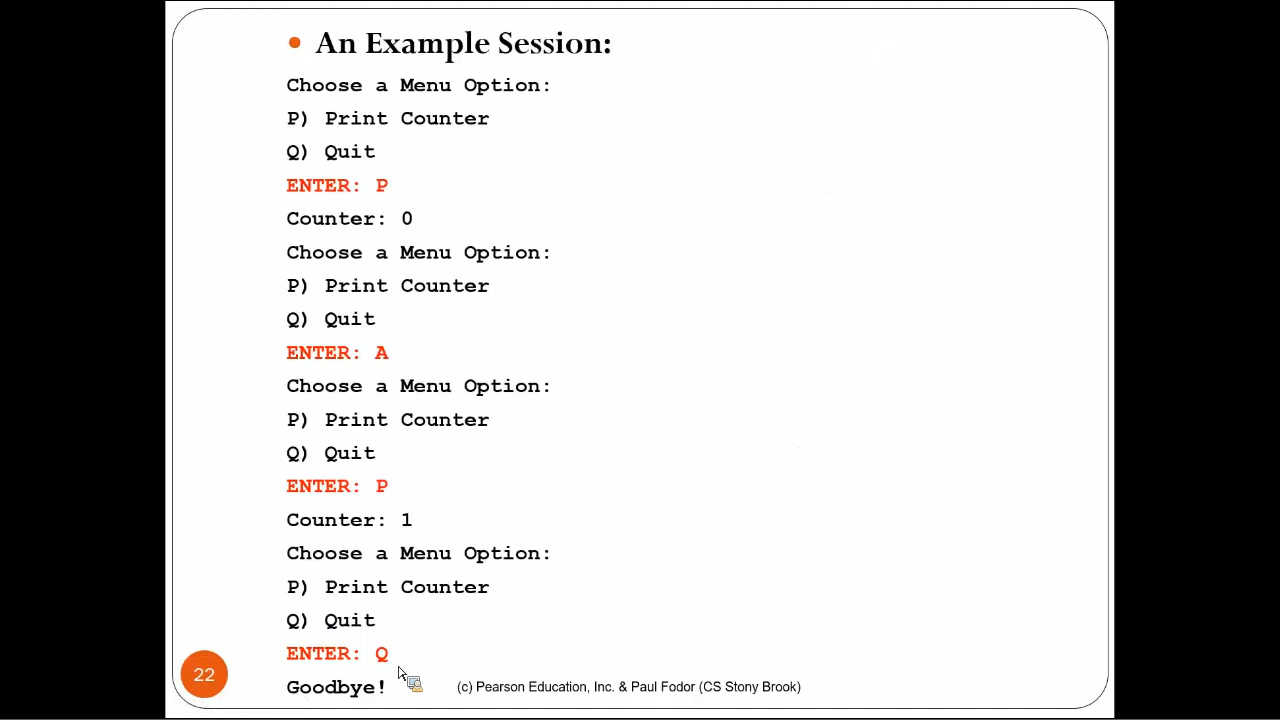 An Example Session:
Choose a Menu Option:
P) Print Counter
Q) Quit
ENTER: P
Counter: 0
Choose a Menu Option:
P) Print Counter
Q) Quit
ENTER: A
Choose a Menu Option:
P) Print Counter
Q) Quit
ENTER: P
Counter: 1
Choose a Menu Option:
P) Print Counter
Q) Quit
ENTER: Q
Goodbye!
22
(c) Pearson Education, Inc. & Paul Fodor (CS Stony Brook)